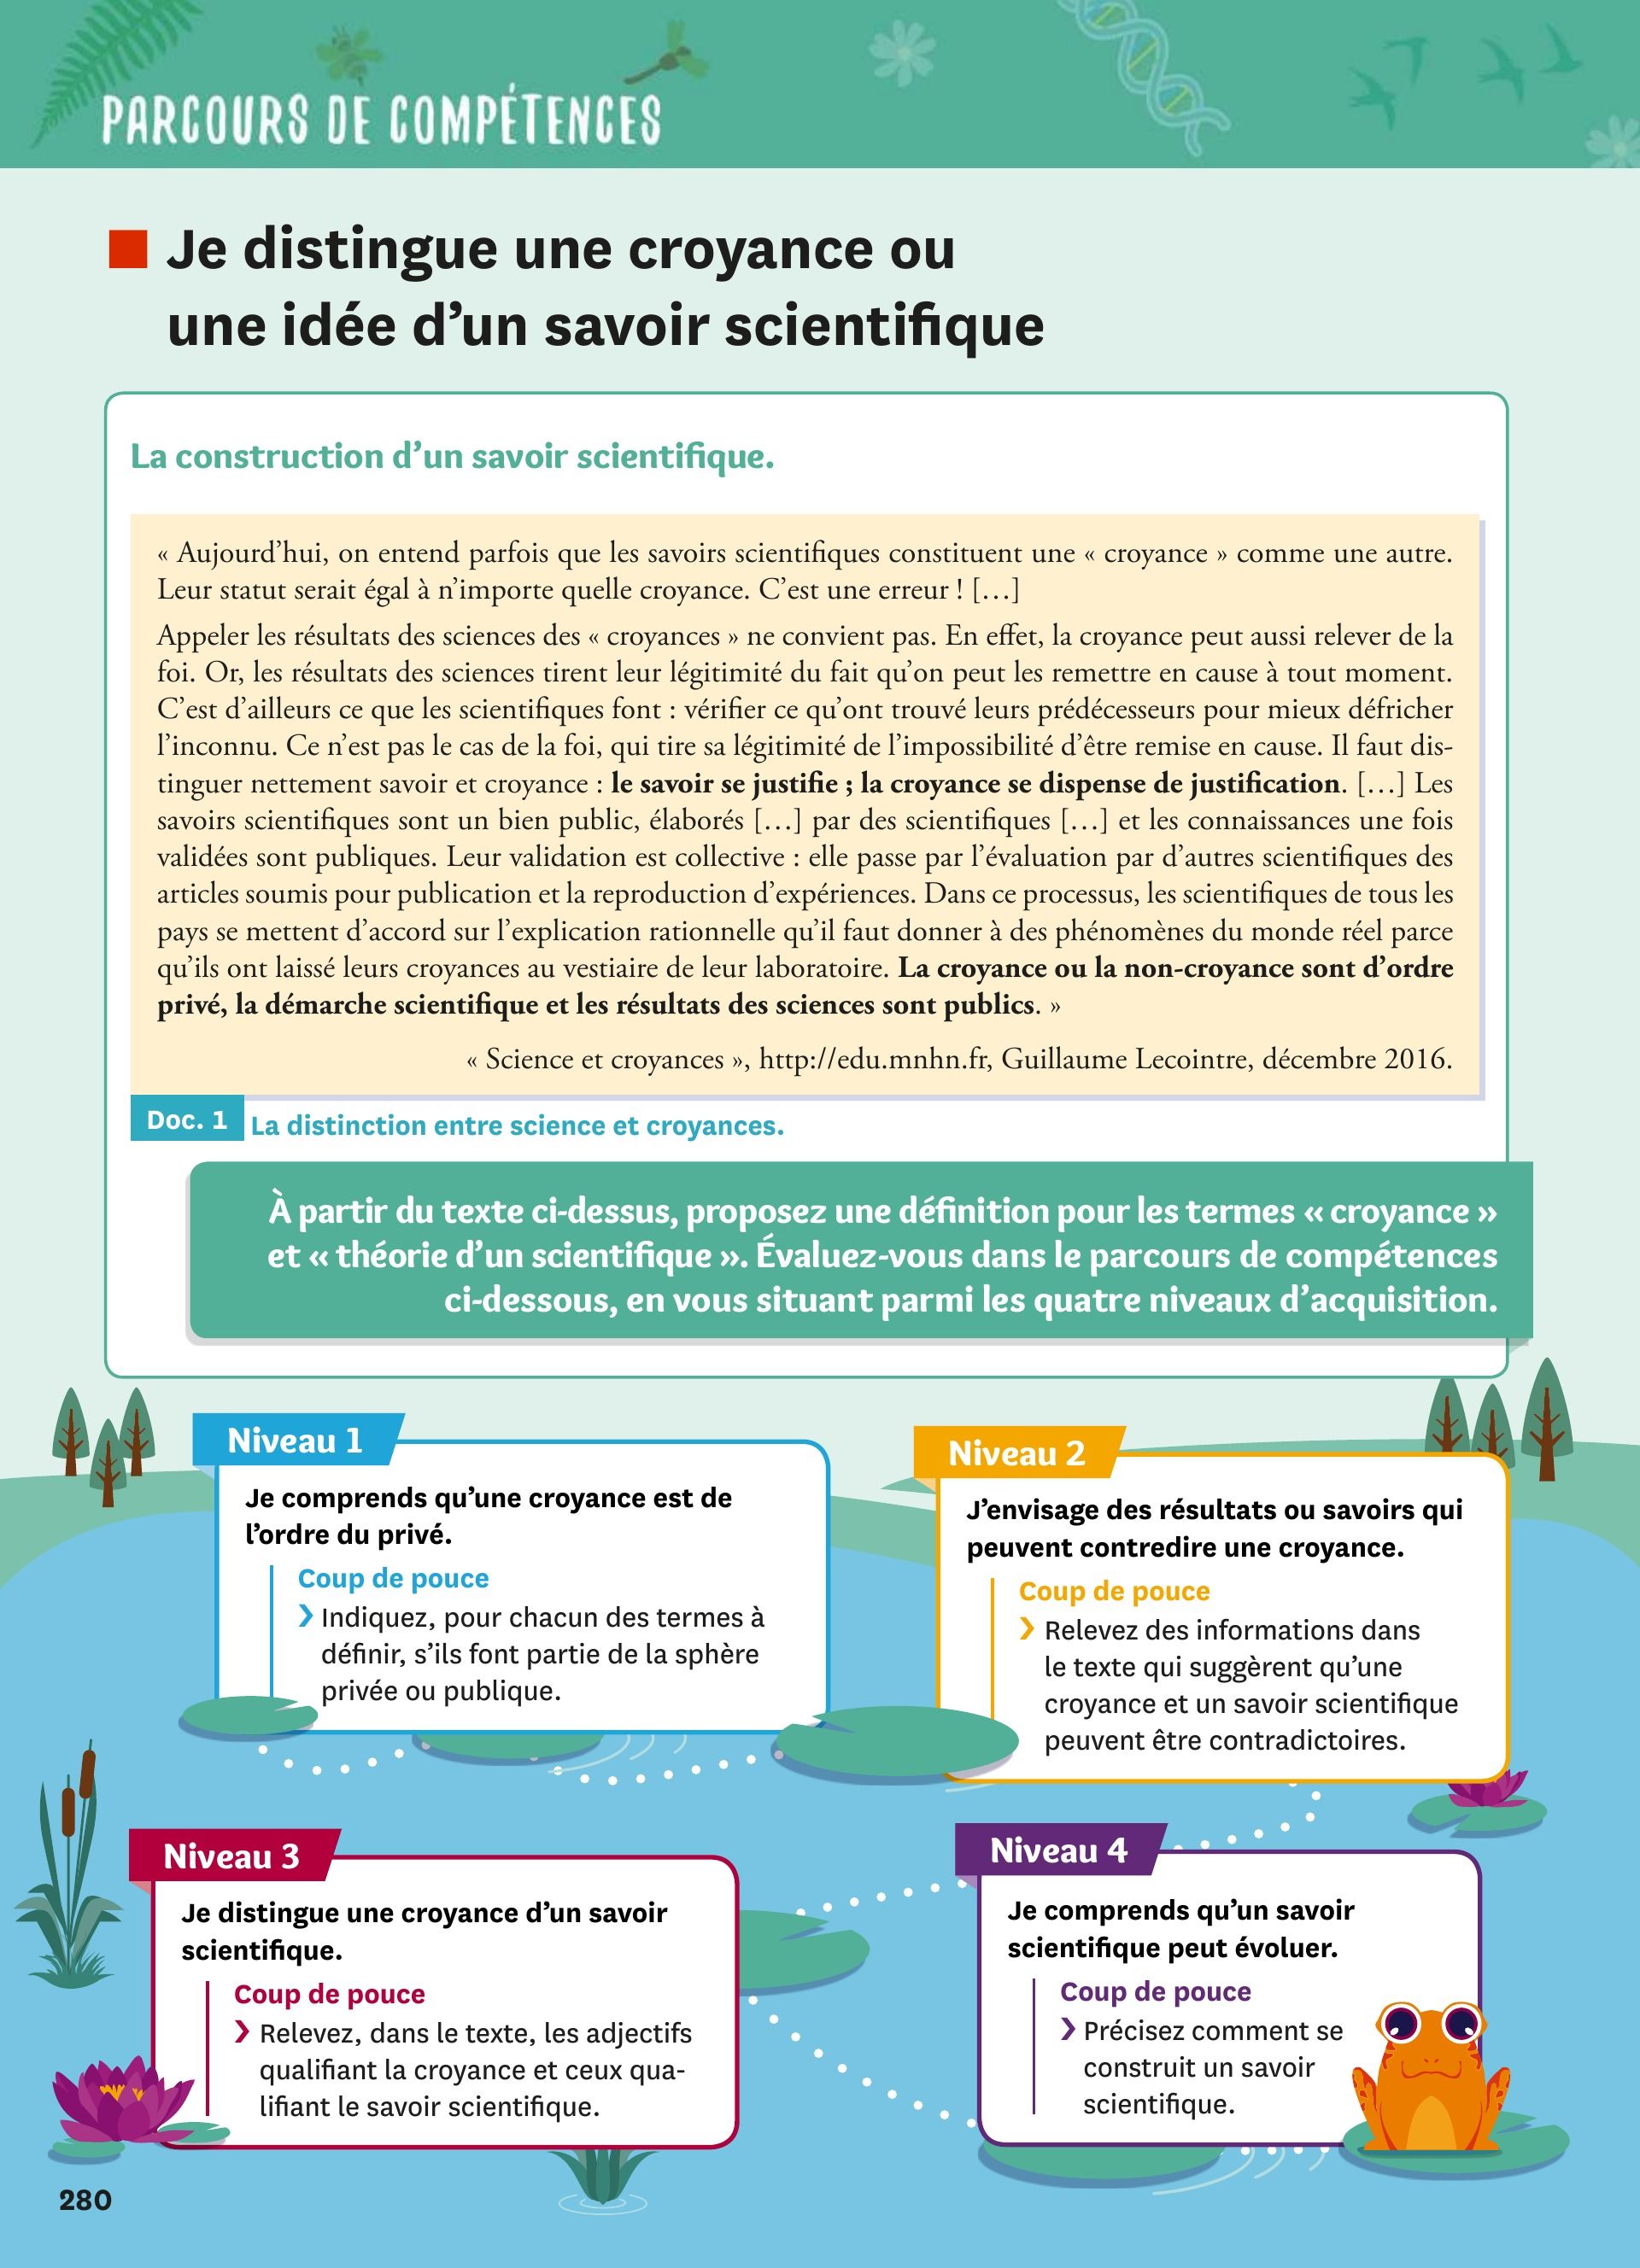 PARCOURS DE COMPÉTENCES
Je distingue une croyance ou
une idée d’un savoir scientifique
La construction d’un savoir scientifique.
« Aujourd’hui, on entend parfois que les savoirs scientifiques constituent une « croyance » comme une autre.
Leur statut serait égal à n’importe quelle croyance. C’est une erreur ! […]
Appeler les résultats des sciences des « croyances » ne convient pas. En effet, la croyance peut aussi relever de la
foi. Or, les résultats des sciences tirent leur légitimité du fait qu’on peut les remettre en cause à tout moment.
C’est d’ailleurs ce que les scientifiques font : vérifier ce qu’ont trouvé leurs prédécesseurs pour mieux défricher
l’inconnu. Ce n’est pas le cas de la foi, qui tire sa légitimité de l’impossibilité d’être remise en cause. Il faut dis-
tinguer nettement savoir et croyance : le savoir se justifie ; la croyance se dispense de justification. […] Les
savoirs scientifiques sont un bien public, élaborés […] par des scientifiques […] et les connaissances une fois
validées sont publiques. Leur validation est collective : elle passe par l’évaluation par d’autres scientifiques des
articles soumis pour publication et la reproduction d’expériences. Dans ce processus, les scientifiques de tous les
pays se mettent d’accord sur l’explication rationnelle qu’il faut donner à des phénomènes du monde réel parce
qu’ils ont laissé leurs croyances au vestiaire de leur laboratoire. La croyance ou la non-croyance sont d’ordre
privé, la démarche scientifique et les résultats des sciences sont publics. »
« Science et croyances », http://edu.mnhn.fr, Guillaume Lecointre, décembre 2016.
Doc. 1 La distinction entre science et croyances.
À partir du texte ci-dessus, proposez une définition pour les termes « croyance »
et « théorie d’un scientifique ». Évaluez-vous dans le parcours de compétences
ci-dessous, en vous situant parmi les quatre niveaux d’acquisition.
Niveau 1
Je comprends qu’une croyance est de
l’ordre du privé.
Coup de pouce
Indiquez, pour chacun des termes à
définir, s’ils font partie de la sphère
privée ou publique.
Niveau 2
J’envisage des résultats ou savoirs qui
peuvent contredire une croyance.
Coup de pouce
Relevez des informations dans
le texte qui suggèrent qu’une
croyance et un savoir scientifique
peuvent être contradictoires.
Niveau 3
Je distingue une croyance d’un savoir
scientifique.
Coup de pouce
Relevez, dans le texte, les adjectifs
qualifiant la croyance et ceux qua-
lifiant le savoir scientifique.
Niveau 4
Je comprends qu’un savoir
scientifique peut évoluer.
Coup de pouce
Précisez comment se
construit un savoir
scientifique.
280